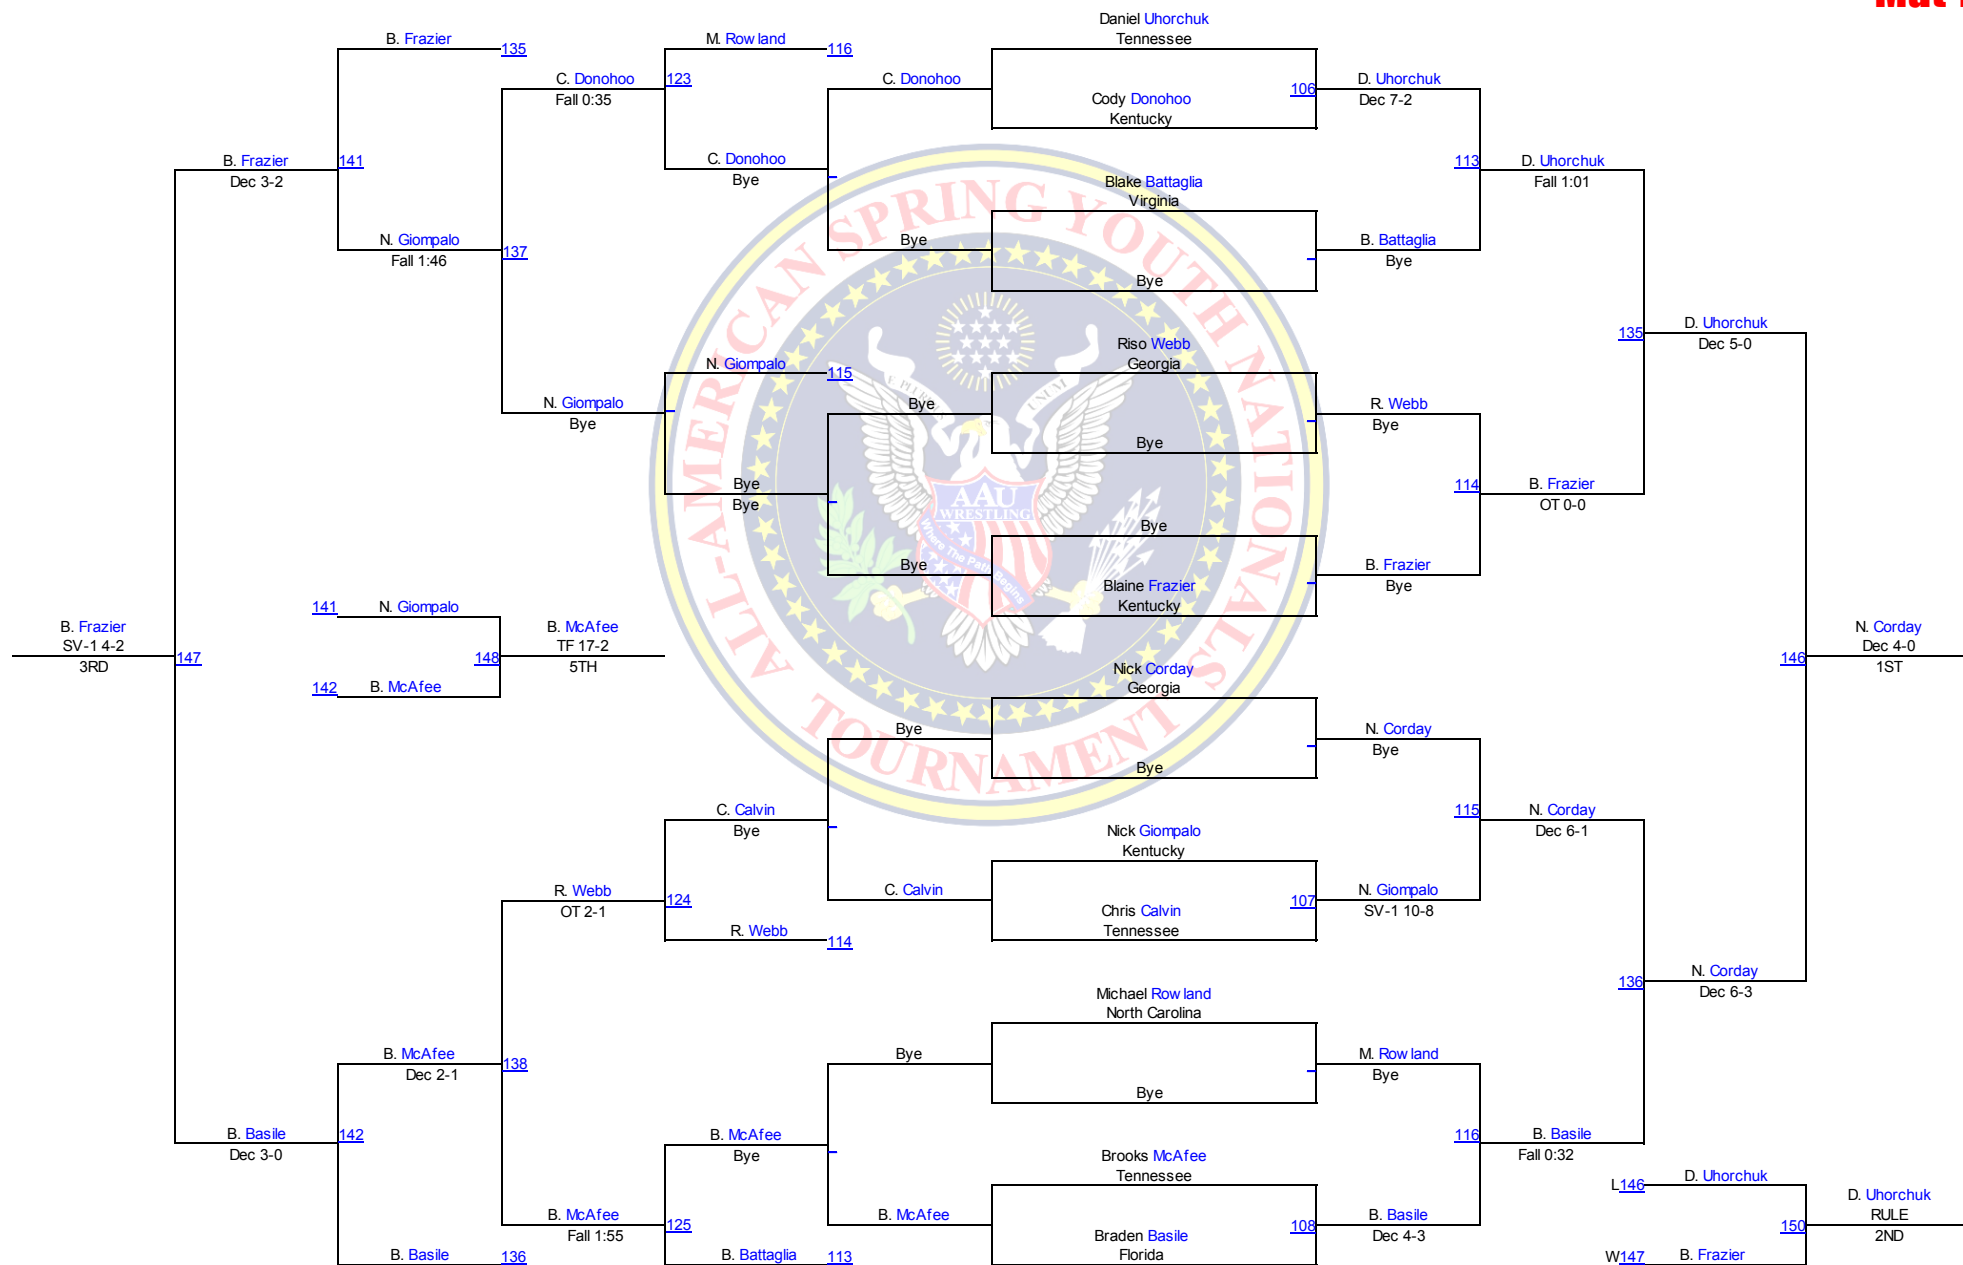 Daniel Uhorchuk
Tennessee
B. Frazier
135
M. Rowland
116
C. Donohoo
Fall 0:35
123
C. Donohoo
Cody Donohoo
Kentucky
106
D. Uhorchuk
Dec 7-2
B. Frazier
Dec 3-2
141
C. Donohoo
Bye
Blake Battaglia
Virginia
113
D. Uhorchuk
Fall 1:01
N. Giompalo
Fall 1:46
137
Bye
Bye
B. Battaglia
Bye
ALL-AMERICAN SPRING YOUTH NATIONALS
TOURNAMENT
E PLURIBUS UNUM
AAU
WRESTLING
Where The Path Begins
Riso Webb
Georgia
135
D. Uhorchuk
Dec 5-0
N. Giompalo
115
N. Giompalo
Bye
Bye
Bye
R. Webb
Bye
Bye
Bye
114
B. Frazier
OT 0-0
Bye
Bye
Blaine Frazier
Kentucky
B. Frazier
Bye
141
N. Giompalo
B. Frazier
SV-1 4-2
3RD
147
148
B. McAfee
TF 17-2
5TH
142
B. McAfee
146
N. Corday
Dec 4-0
1ST
Nick Corday
Georgia
Bye
Bye
N. Corday
Bye
C. Calvin
Bye
115
N. Corday
Dec 6-1
Nick Giompalo
Kentucky
R. Webb
OT 2-1
124
C. Calvin
Chris Calvin
Tennessee
107
N. Giompalo
SV-1 10-8
R. Webb
114
136
N. Corday
Dec 6-3
Michael Rowland
North Carolina
B. McAfee
Dec 2-1
138
Bye
Bye
M. Rowland
Bye
B. Basile
Dec 3-0
142
B. McAfee
Bye
116
B. Basile
Fall 0:32
Brooks McAfee
Tennessee
L146
D. Uhorchuk
B. McAfee
Fall 1:55
125
B. McAfee
Braden Basile
Florida
108
B. Basile
Dec 4-3
150
D. Uhorchuk
RULE
2ND
B. Basile
136
B. Battaglia
113
W147
B. Frazier